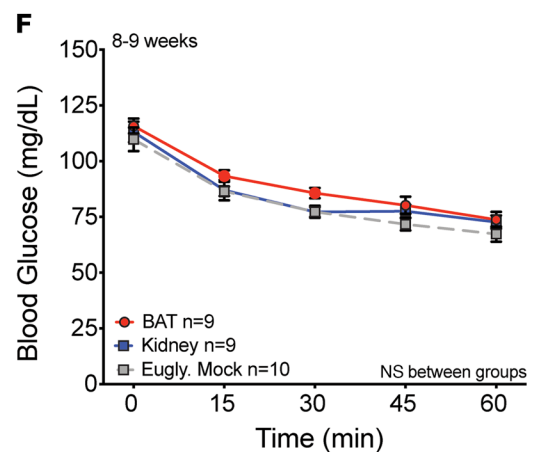 F
8-9 weeks
Blood Glucose (mg/dL)
150
125
100
75
50
25
0
BAT n=9
Kidney n=9
Eugly. Mock n=10
NS between groups
0 15 30 45 60
Time (min)